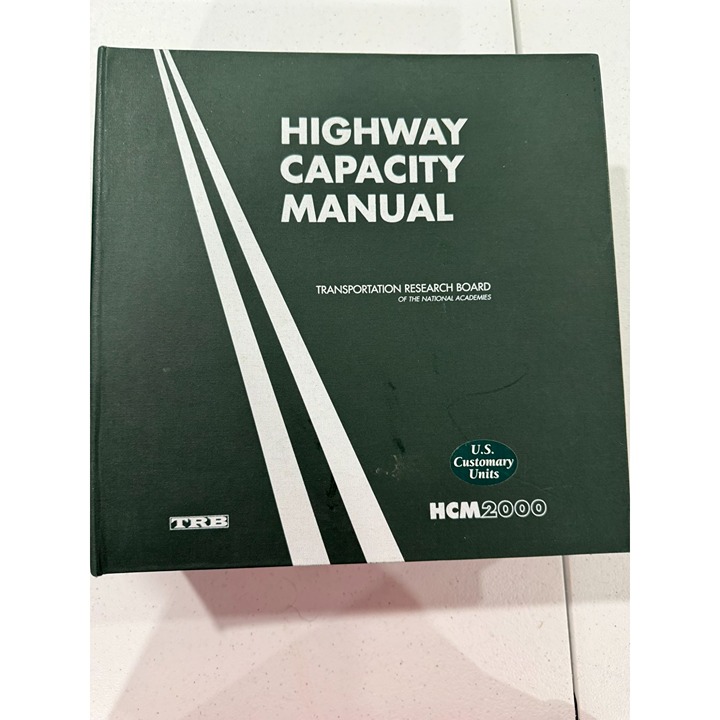 HIGHWAY
CAPACITY
MANUAL
TRANSPORTATION RESEARCH BOARD
OF THE NATIONAL ACADEMIES
U.S.
Customary
Units
TRB
HCM2000